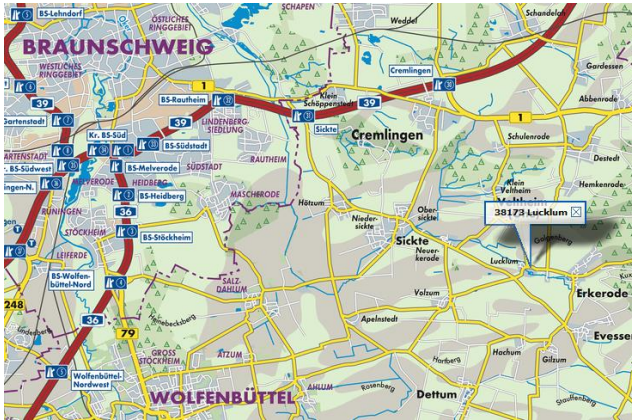 BS-Lehndorf
ÖSTLICHES
RINGGEBIET
SCHAPEN
Weddel
Schandelah
BRAUNSCHWEIG
WESTLICHES
RINGGEBIET
Cremlingen
Gardessen
1
BS-Rautheim
Klein
Schöppenstedt
39
39
Abbenrode
Gartenstadt
39
LINDENBERG-
SIEDLUNG
Sickte
1
Kr. BS-Süd
BS-Südstadt
Cremlingen
Schulenrode
ARTENSTADT
BS-Südwest
BS-Melverode
RAUTHEIM
Destedt
ingen-N.
MELVERODE
HEIDBERG
SÜDSTADT
Klein
Veltheim
Hemkenrode
BS-Heidberg
MASCHERODE
Hötzum
RÜNINGEN
36
Nieder-
sickte
Ober-
sickte
38173 Lucklum
STÖCKHEIM
BS-Stöckheim
Sickte
LEIFERDE
Neuer-
kerode
Lucklum
BS-Wolfen-
büttel-Nord
SALZ-
DAHLUM
Volzum
Erkerode
248
36
79
Apelnstedt
Evesse
GROSS
STÖCKHEIM
ATZUM
Hachum
Gilzum
Wolfenbüttel-
Nordwest
WOLFENBÜTTEL
AHLUM
Dettum